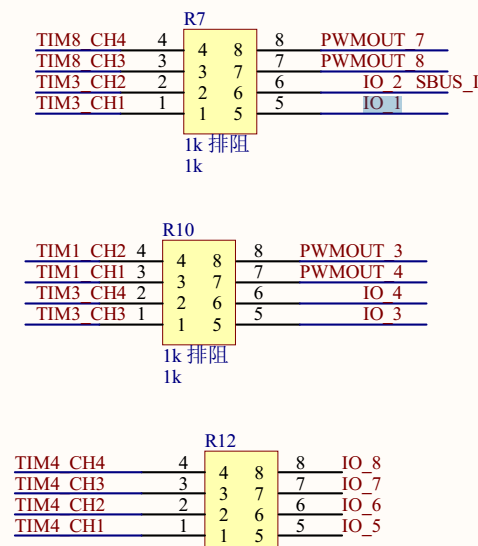 R7
TIM8_CH4 4 4 8 8 PWMOUT_7
TIM8_CH3 3 3 7 7 PWMOUT_8
TIM3_CH2 2 2 6 6 IO_2 SBUS_I
TIM3_CH1 1 1 5 5 IO_1
1k 排阻
1k
R10
TIM1_CH2 4 4 8 8 PWMOUT_3
TIM1_CH1 3 3 7 7 PWMOUT_4
TIM3_CH4 2 2 6 6 IO_4
TIM3_CH3 1 1 5 5 IO_3
1k 排阻
1k
R12
TIM4_CH4 4 4 8 8 IO_8
TIM4_CH3 3 3 7 7 IO_7
TIM4_CH2 2 2 6 6 IO_6
TIM4_CH1 1 1 5 5 IO_5